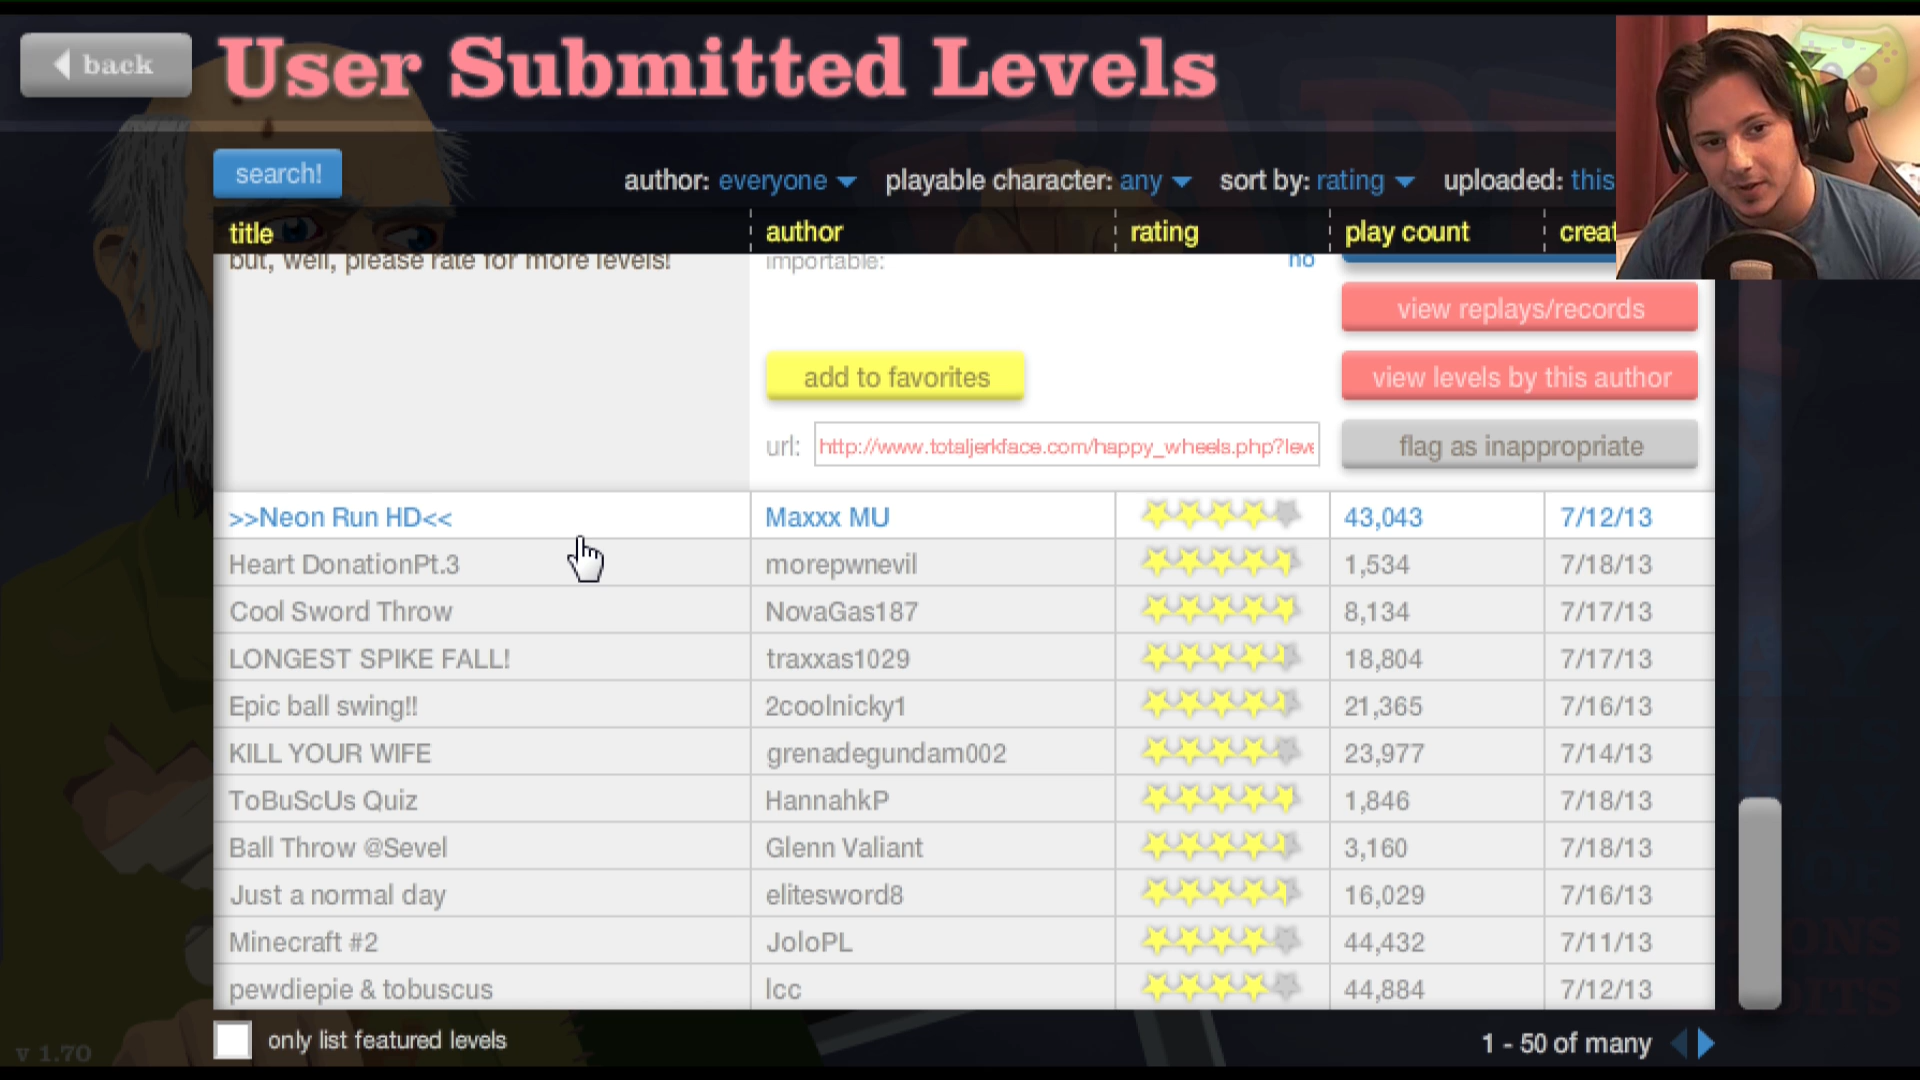 back
User Submitted Levels
search!
author: everyone playable character: any sort by: rating uploaded: this
title author rating play count creat
but, well, please rate for more levels! importable: no
view replays/records
add to favorites view levels by this author
url: http://www.totaljerkface.com/happy_wheels.php?leve flag as inappropriate
>>Neon Run HD<< Maxxx MU 43,043 7/12/13
Heart DonationPt.3 morepwnevil 1,534 7/18/13
Cool Sword Throw NovaGas187 8,134 7/17/13
LONGEST SPIKE FALL! traxxas1029 18,804 7/17/13
Epic ball swing!! 2coolnicky1 21,365 7/16/13
KILL YOUR WIFE grenadegundam002 23,977 7/14/13
ToBuScUs Quiz HannahkP 1,846 7/18/13
Ball Throw @Sevel Glenn Valiant 3,160 7/18/13
Just a normal day elitesword8 16,029 7/16/13
Minecraft #2 JoloPL 44,432 7/11/13
pewdiepie & tobuscus lcc 44,884 7/12/13
only list featured levels 1 - 50 of many
v 1.70